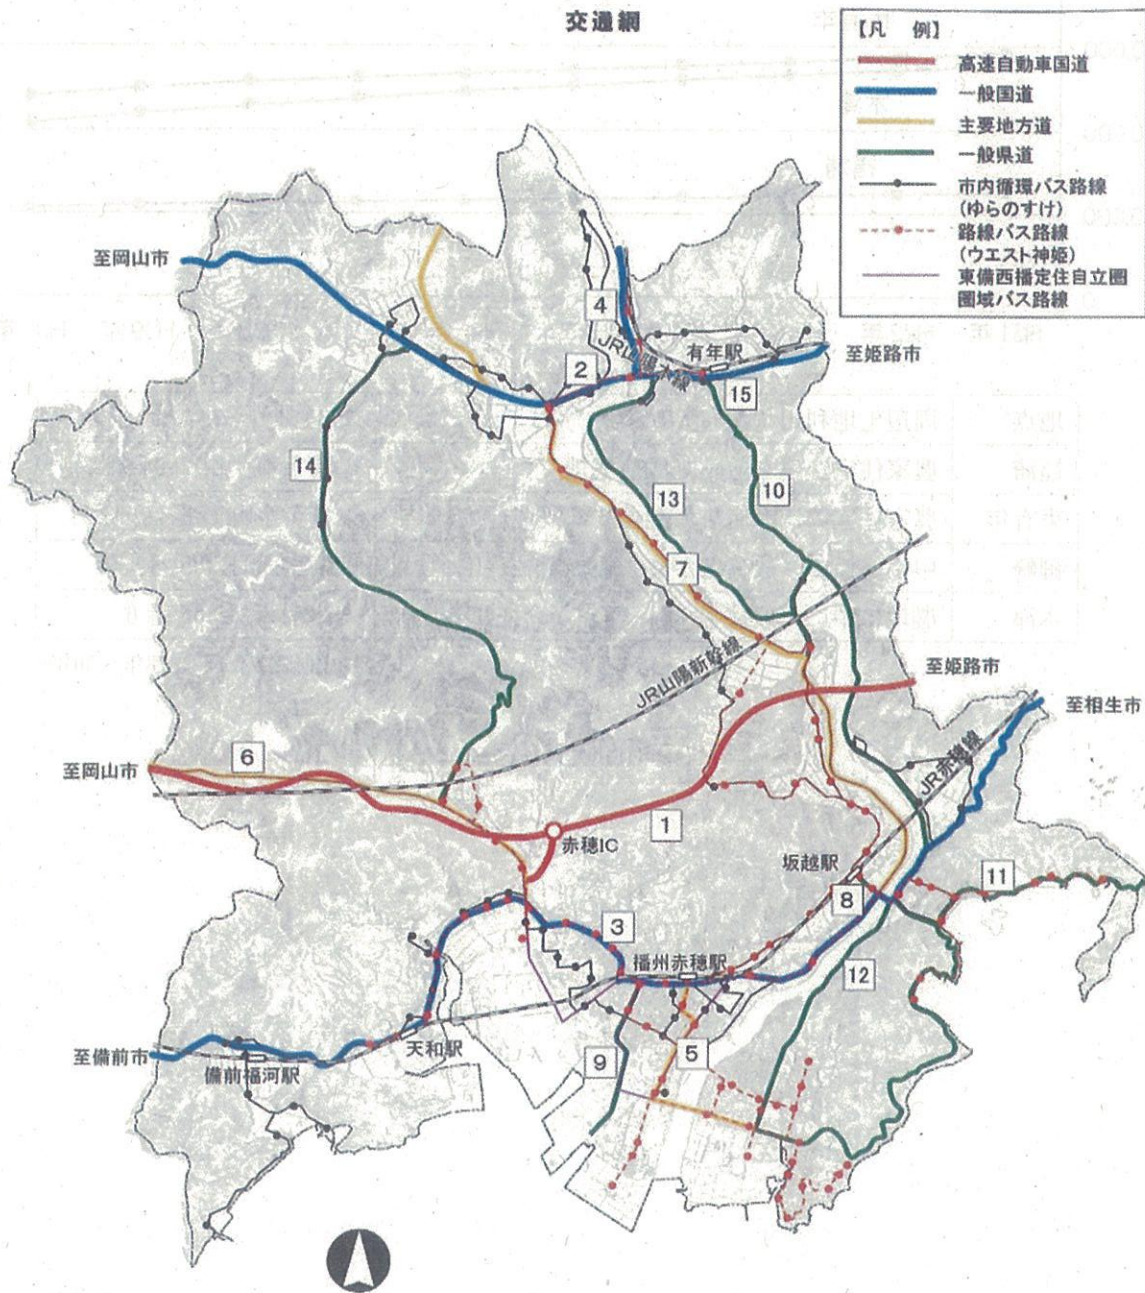 交通網
【凡 例】
高速自動車国道
一般国道
主要地方道
一般県道
市内循環バス路線
(ゆらのすけ)
路線バス路線
(ウエスト神姫)
東備西播定住自立圏
圏域バス路線
至岡山市
4
JR山陽本線
有年駅
至姫路市
2
15
14
13
10
7
JR山陽新幹線
至姫路市
至相生市
6
至岡山市
JR赤穂線
1
赤穂IC
坂越駅
8
11
3
播州赤穂駅
12
天和駅
至備前市
備前福河駅
9
5